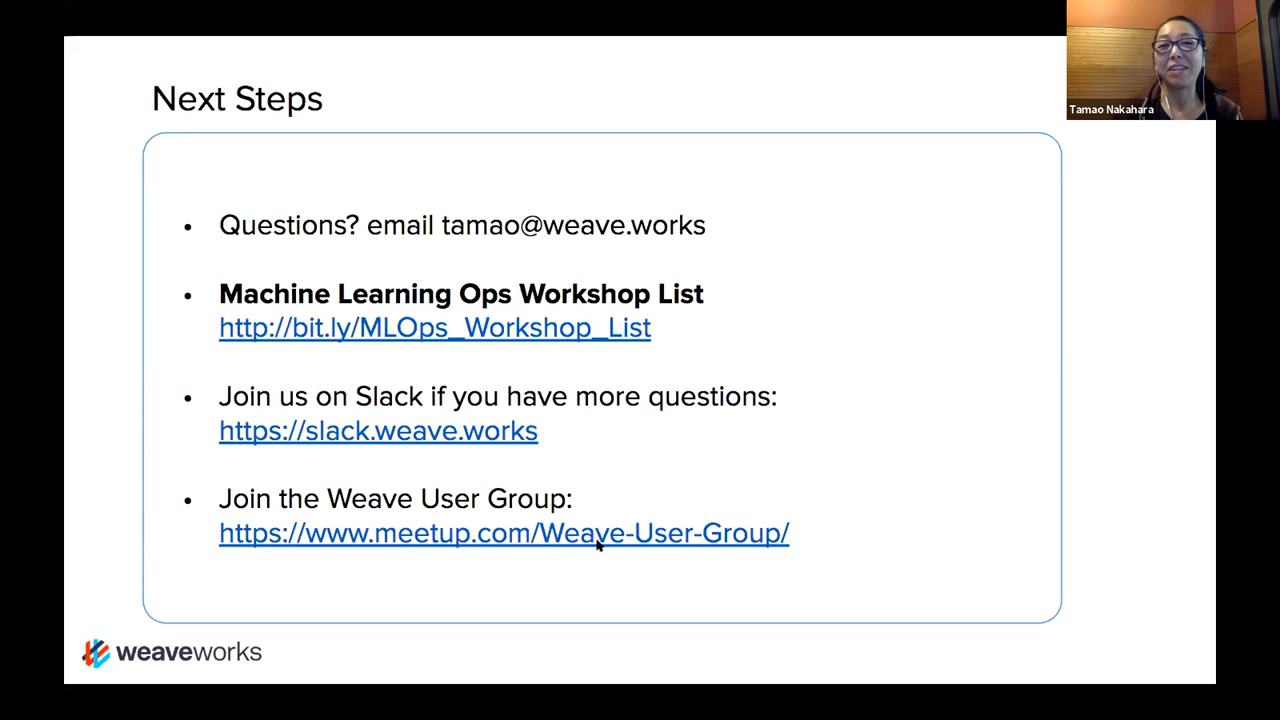 Next Steps
Tamao Nakahara
• Questions? email tamao@weave.works
• Machine Learning Ops Workshop List
http://bit.ly/MLOps_Workshop_List
• Join us on Slack if you have more questions:
https://slack.weave.works
• Join the Weave User Group:
https://www.meetup.com/Weave-User-Group/
weaveworks